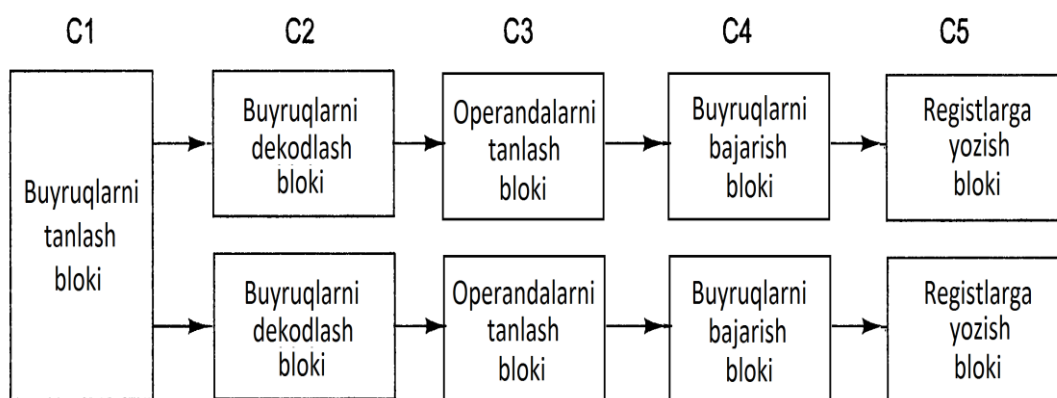 C1
C2
C3
C4
C5
Buyruqlarni
tanlash
bloki
Buyruqlarni
dekodlash
bloki
Operandalarni
tanlash
bloki
Buyruqlarni
bajarish
bloki
Registlarga
yozish
bloki
Buyruqlarni
dekodlash
bloki
Operandalarni
tanlash
bloki
Buyruqlarni
bajarish
bloki
Registlarga
yozish
bloki